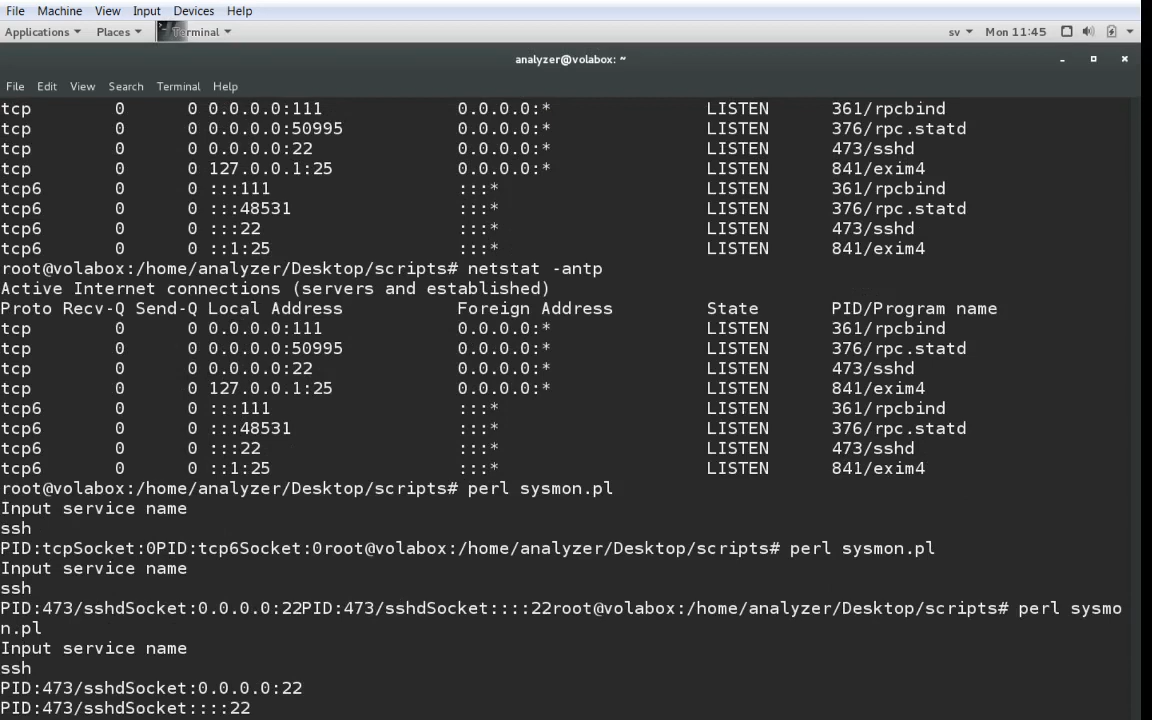 File Machine View Input Devices Help
Applications Places Terminal sv Mon 11:45
analyzer@volabox: ~
File Edit View Search Terminal Help
tcp 0 0 0.0.0.0:111 0.0.0.0:* LISTEN 361/rpcbind
tcp 0 0 0.0.0.0:50995 0.0.0.0:* LISTEN 376/rpc.statd
tcp 0 0 0.0.0.0:22 0.0.0.0:* LISTEN 473/sshd
tcp 0 0 127.0.0.1:25 0.0.0.0:* LISTEN 841/exim4
tcp6 0 0 :::111 :::* LISTEN 361/rpcbind
tcp6 0 0 :::48531 :::* LISTEN 376/rpc.statd
tcp6 0 0 :::22 :::* LISTEN 473/sshd
tcp6 0 0 ::1:25 :::* LISTEN 841/exim4
root@volabox:/home/analyzer/Desktop/scripts# netstat -antp
Active Internet connections (servers and established)
Proto Recv-Q Send-Q Local Address Foreign Address State PID/Program name
tcp 0 0 0.0.0.0:111 0.0.0.0:* LISTEN 361/rpcbind
tcp 0 0 0.0.0.0:50995 0.0.0.0:* LISTEN 376/rpc.statd
tcp 0 0 0.0.0.0:22 0.0.0.0:* LISTEN 473/sshd
tcp 0 0 127.0.0.1:25 0.0.0.0:* LISTEN 841/exim4
tcp6 0 0 :::111 :::* LISTEN 361/rpcbind
tcp6 0 0 :::48531 :::* LISTEN 376/rpc.statd
tcp6 0 0 :::22 :::* LISTEN 473/sshd
tcp6 0 0 ::1:25 :::* LISTEN 841/exim4
root@volabox:/home/analyzer/Desktop/scripts# perl sysmon.pl
Input service name
ssh
PID:tcpSocket:0PID:tcp6Socket:0root@volabox:/home/analyzer/Desktop/scripts# perl sysmon.pl
Input service name
ssh
PID:473/sshdSocket:0.0.0.0:22PID:473/sshdSocket::::22root@volabox:/home/analyzer/Desktop/scripts# perl sysmo
n.pl
Input service name
ssh
PID:473/sshdSocket:0.0.0.0:22
PID:473/sshdSocket::::22